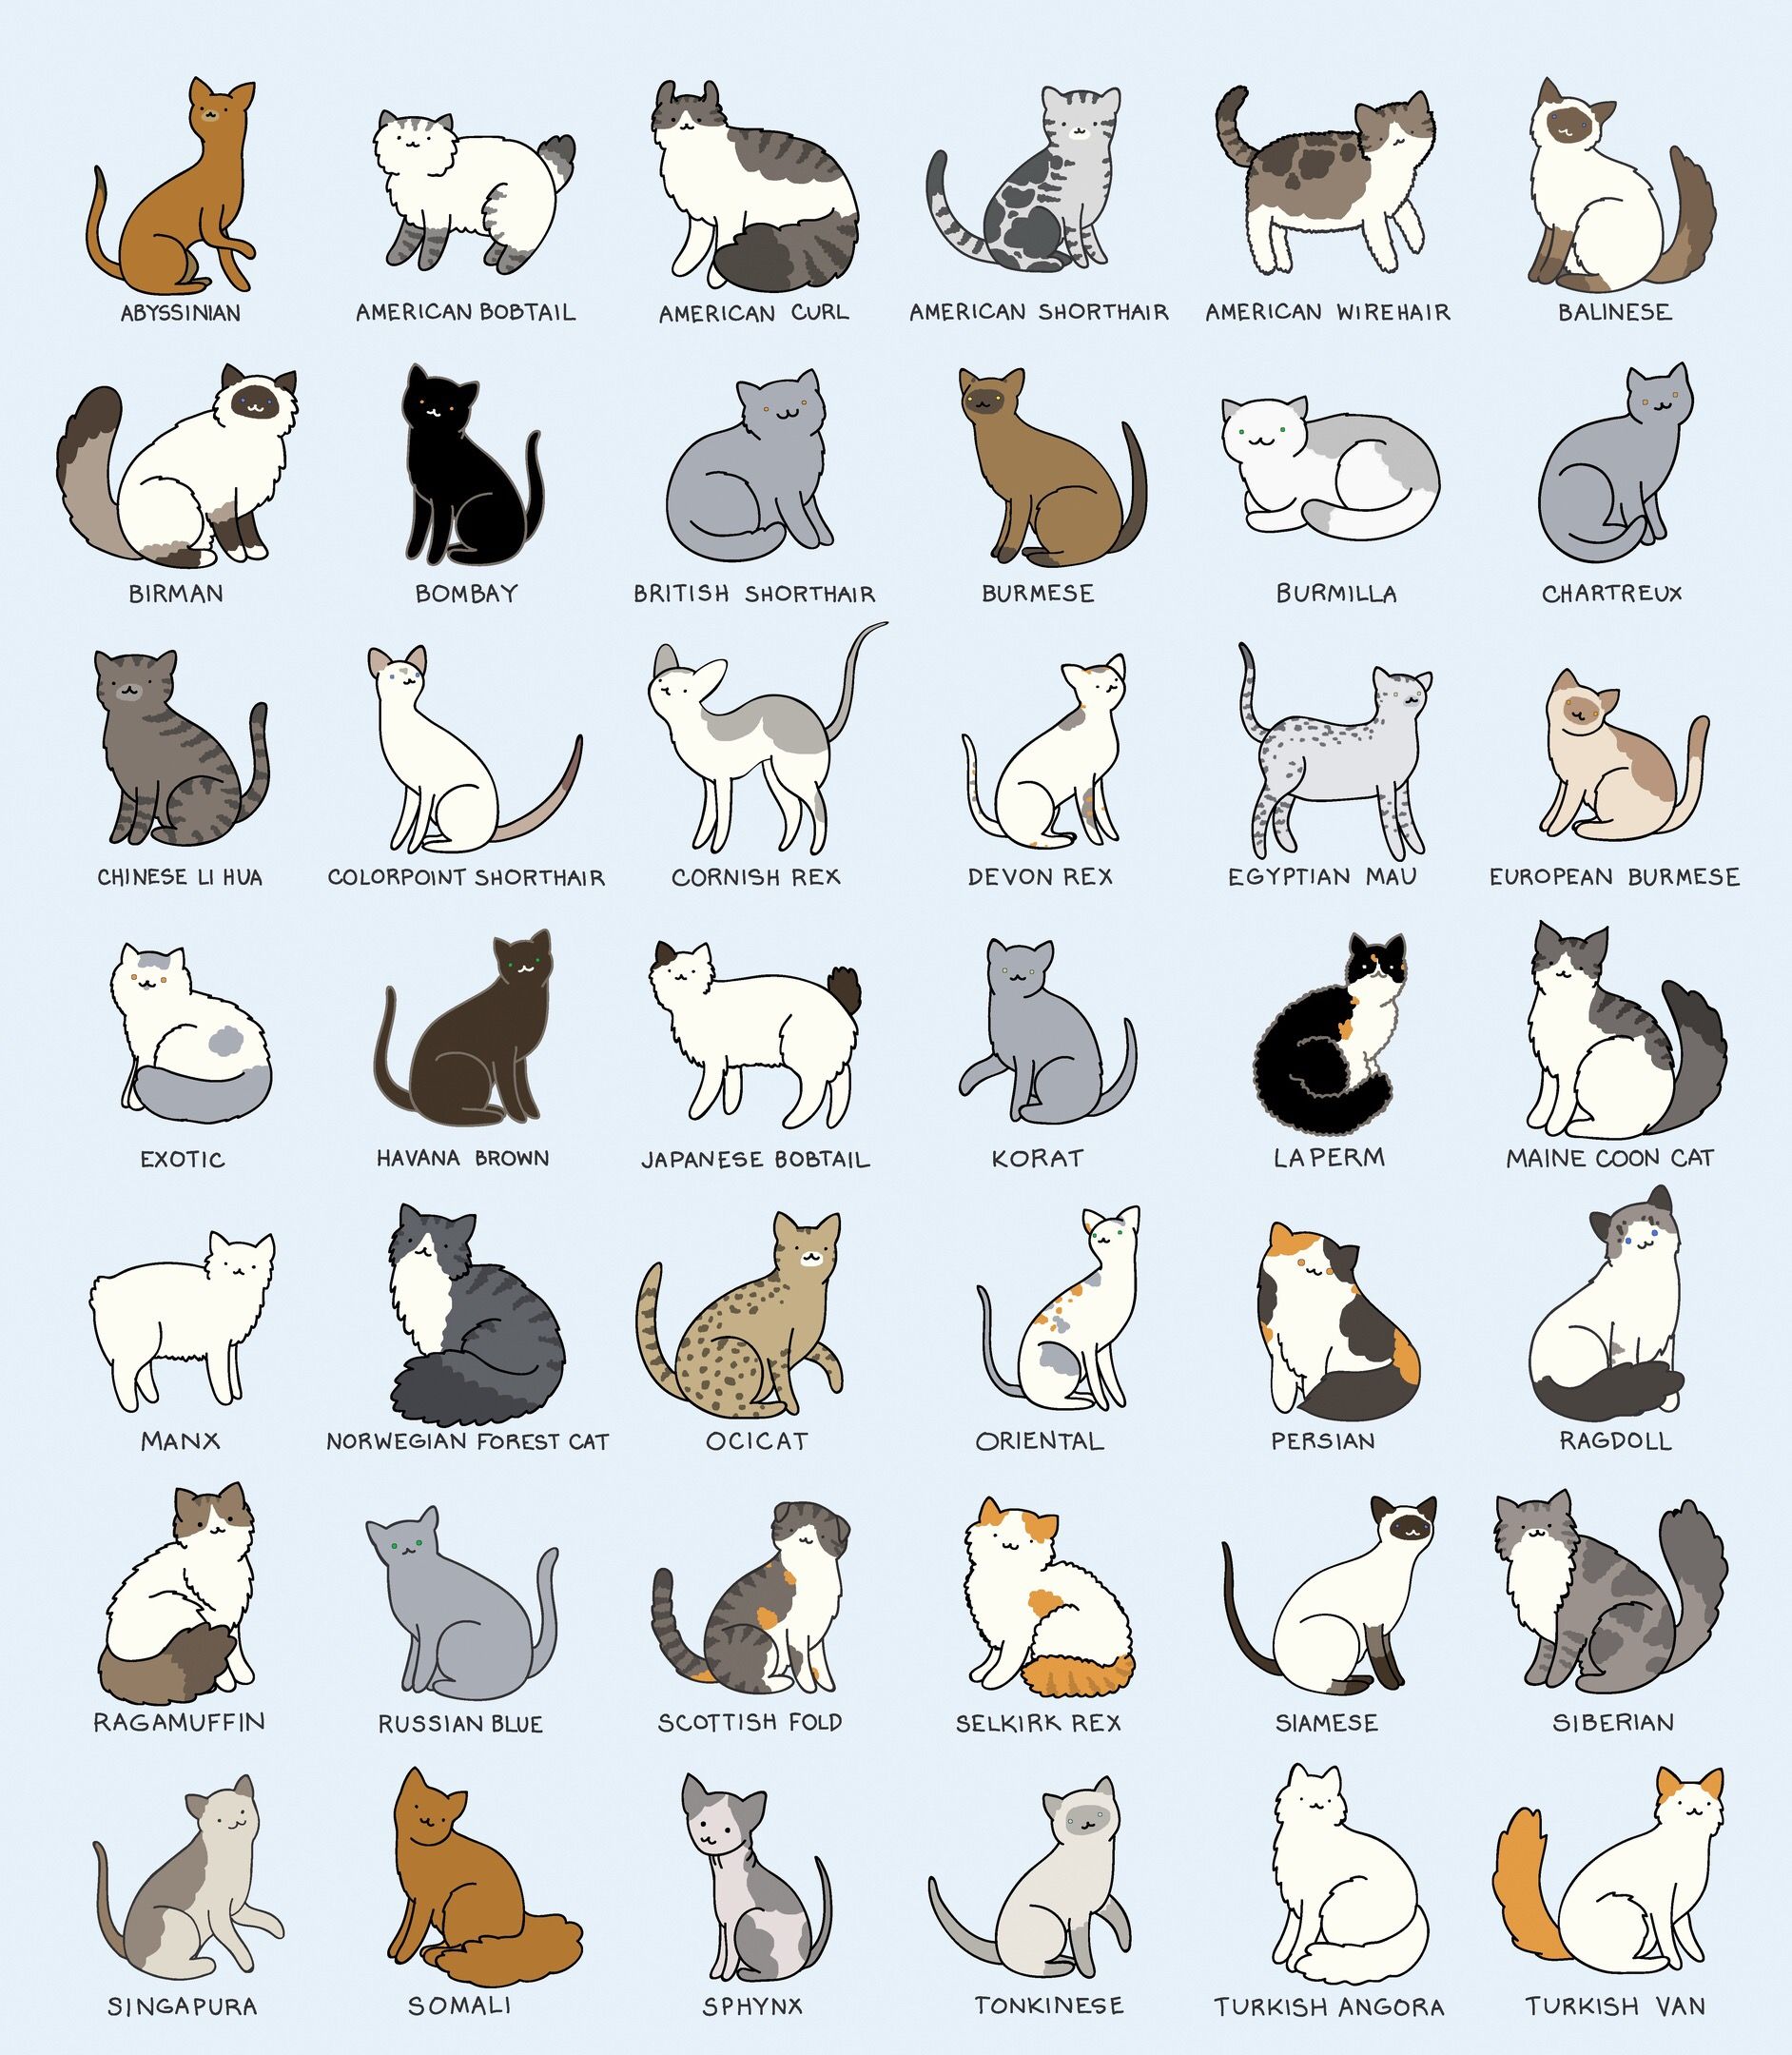 ABYSSINIAN
AMERICAN BOBTAIL
AMERICAN CURL
AMERICAN SHORTHAIR
AMERICAN WIREHAIR
BALINESE
BIRMAN
BOMBAY
BRITISH SHORTHAIR
BURMESE
BURMILLA
CHARTREUX
CHINESE LI HUA
COLORPOINT SHORTHAIR
CORNISH REX
DEVON REX
EGYPTIAN MAU
EUROPEAN BURMESE
EXOTIC
HAVANA BROWN
JAPANESE BOBTAIL
KORAT
LAPERM
MAINE COON CAT
MANX
NORWEGIAN FOREST CAT
OCICAT
ORIENTAL
PERSIAN
RAGDOLL
RAGAMUFFIN
RUSSIAN BLUE
SCOTTISH FOLD
SELKIRK REX
SIAMESE
SIBERIAN
SINGAPURA
SOMALI
SPHYNX
TONKINESE
TURKISH ANGORA
TURKISH VAN